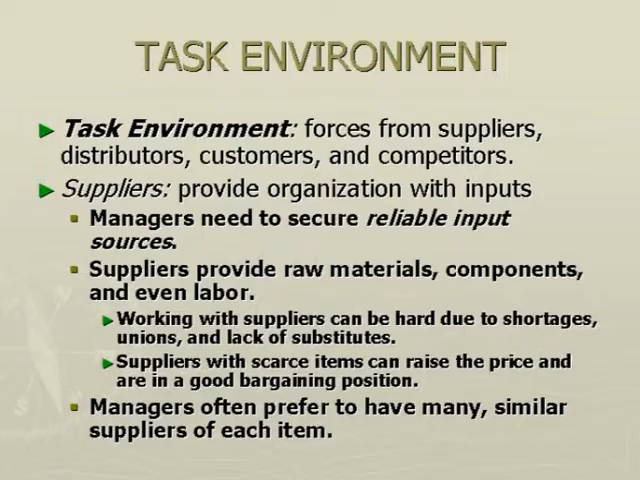 TASK ENVIRONMENT
Task Environment: forces from suppliers,
distributors, customers, and competitors.
Suppliers: provide organization with inputs
Managers need to secure reliable input
sources.
Suppliers provide raw materials, components,
and even labor.
Working with suppliers can be hard due to shortages,
unions, and lack of substitutes.
Suppliers with scarce items can raise the price and
are in a good bargaining position.
Managers often prefer to have many, similar
suppliers of each item.